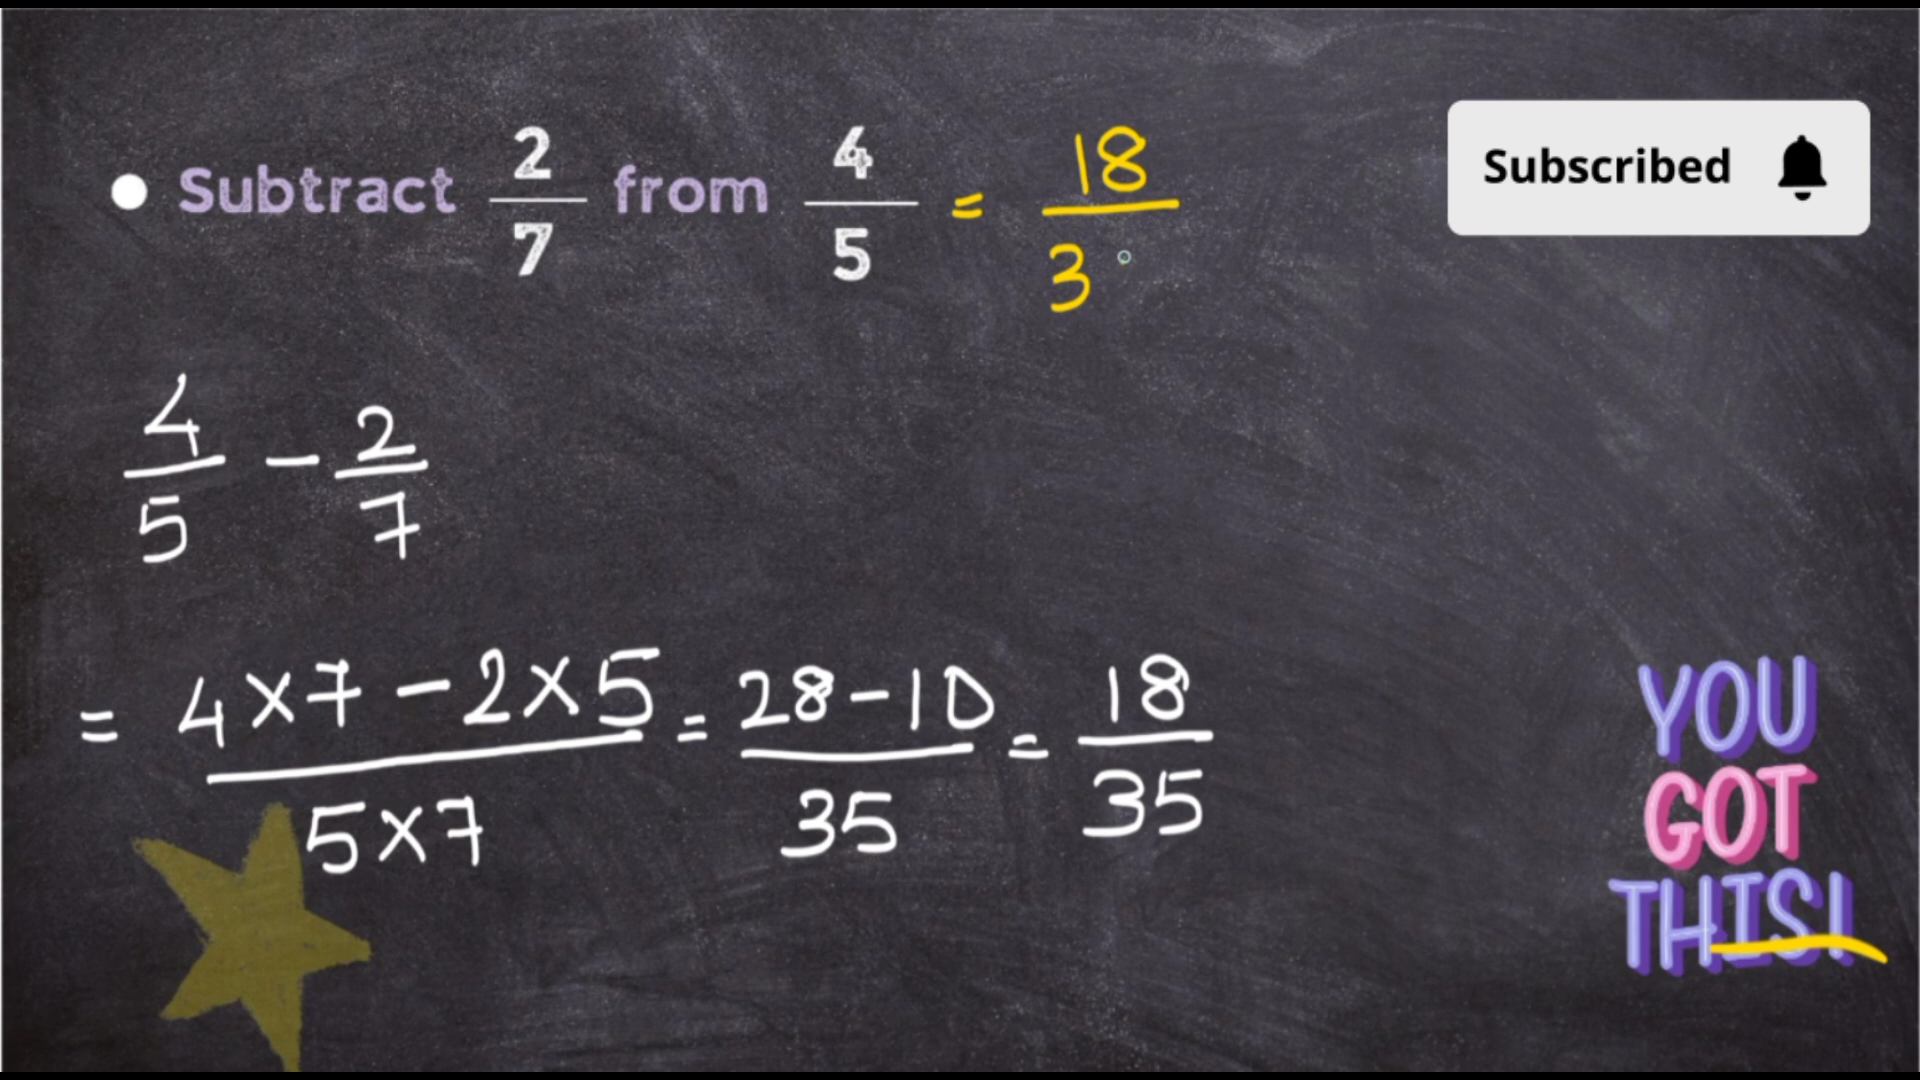 • Subtract 2/7 from 4/5 = 18/3
Subscribed
4/5 - 2/7
= 4×7 - 2×5 / 5×7 = 28-10 / 35 = 18/35
YOU
GOT
THIS!